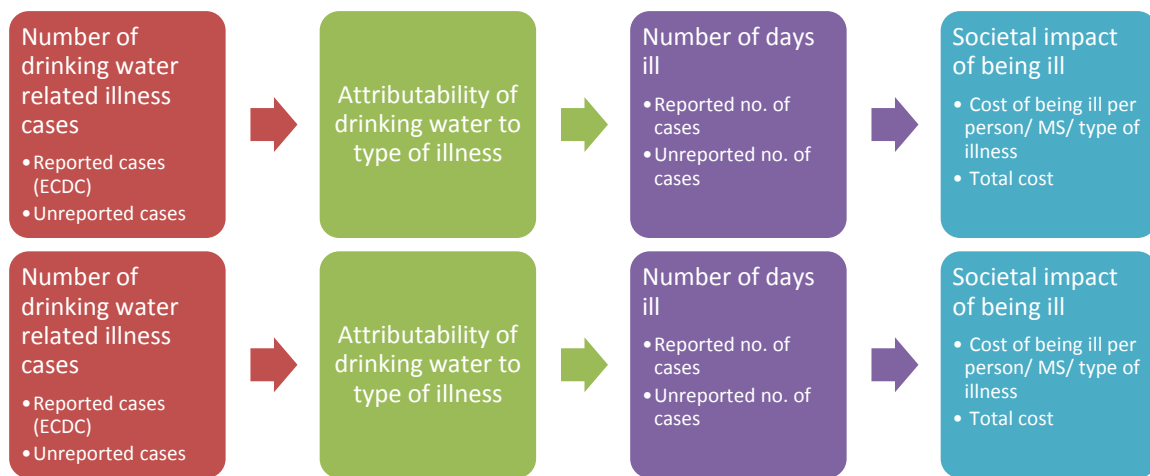 Number of
drinking water
related illness
cases
•Reported cases
(ECDC)
•Unreported cases
Attributability of
drinking water to
type of illness
Number of days
ill
•Reported no. of
cases
•Unreported no. of
cases
Societal impact
of being ill
• Cost of being ill per
person/ MS/ type of
illness
• Total cost
Number of
drinking water
related illness
cases
•Reported cases
(ECDC)
•Unreported cases
Attributability of
drinking water to
type of illness
Number of days
ill
•Reported no. of
cases
•Unreported no. of
cases
Societal impact
of being ill
• Cost of being ill per
person/ MS/ type of
illness
• Total cost